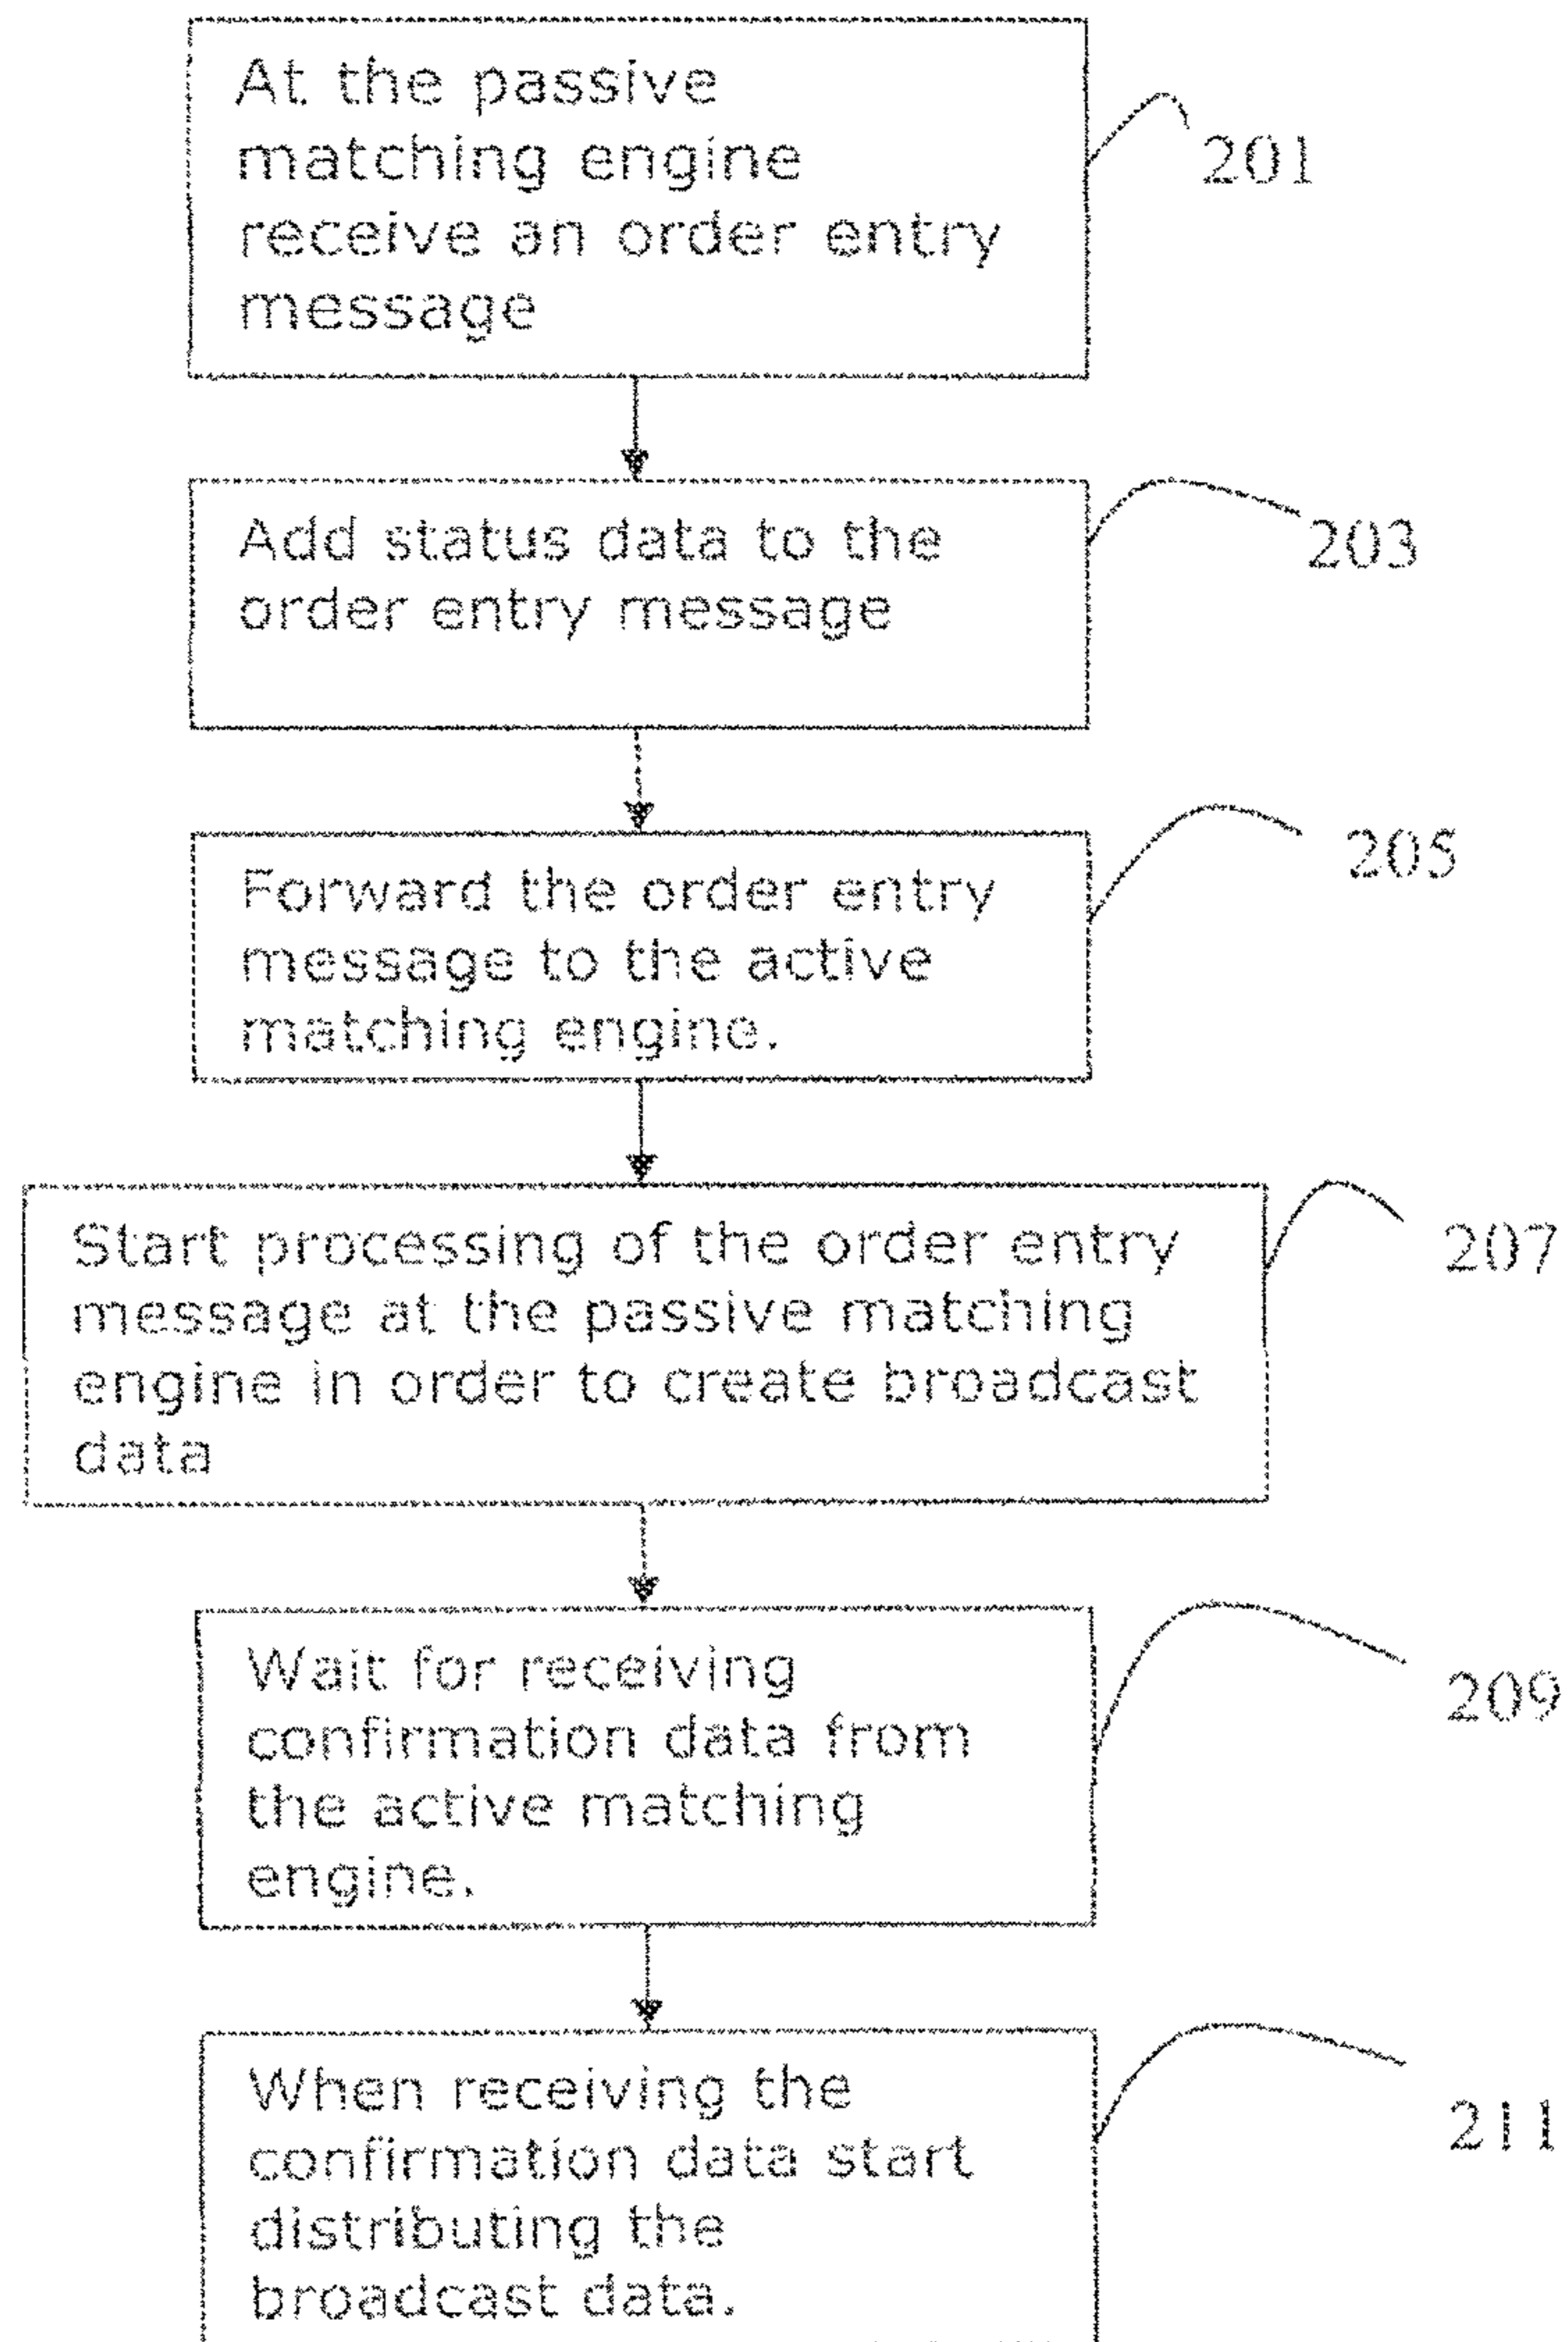 At the passive
matching engine
receive an order entry
message
201
Add status data to the
order entry message
203
Forward the order entry
message to the active
matching engine.
205
Start processing of the order entry
message at the passive matching
engine in order to create broadcast
data
207
Wait for receiving
confirmation data from
the active matching
engine.
209
When receiving the
confirmation data start
distributing the
broadcast data.
211